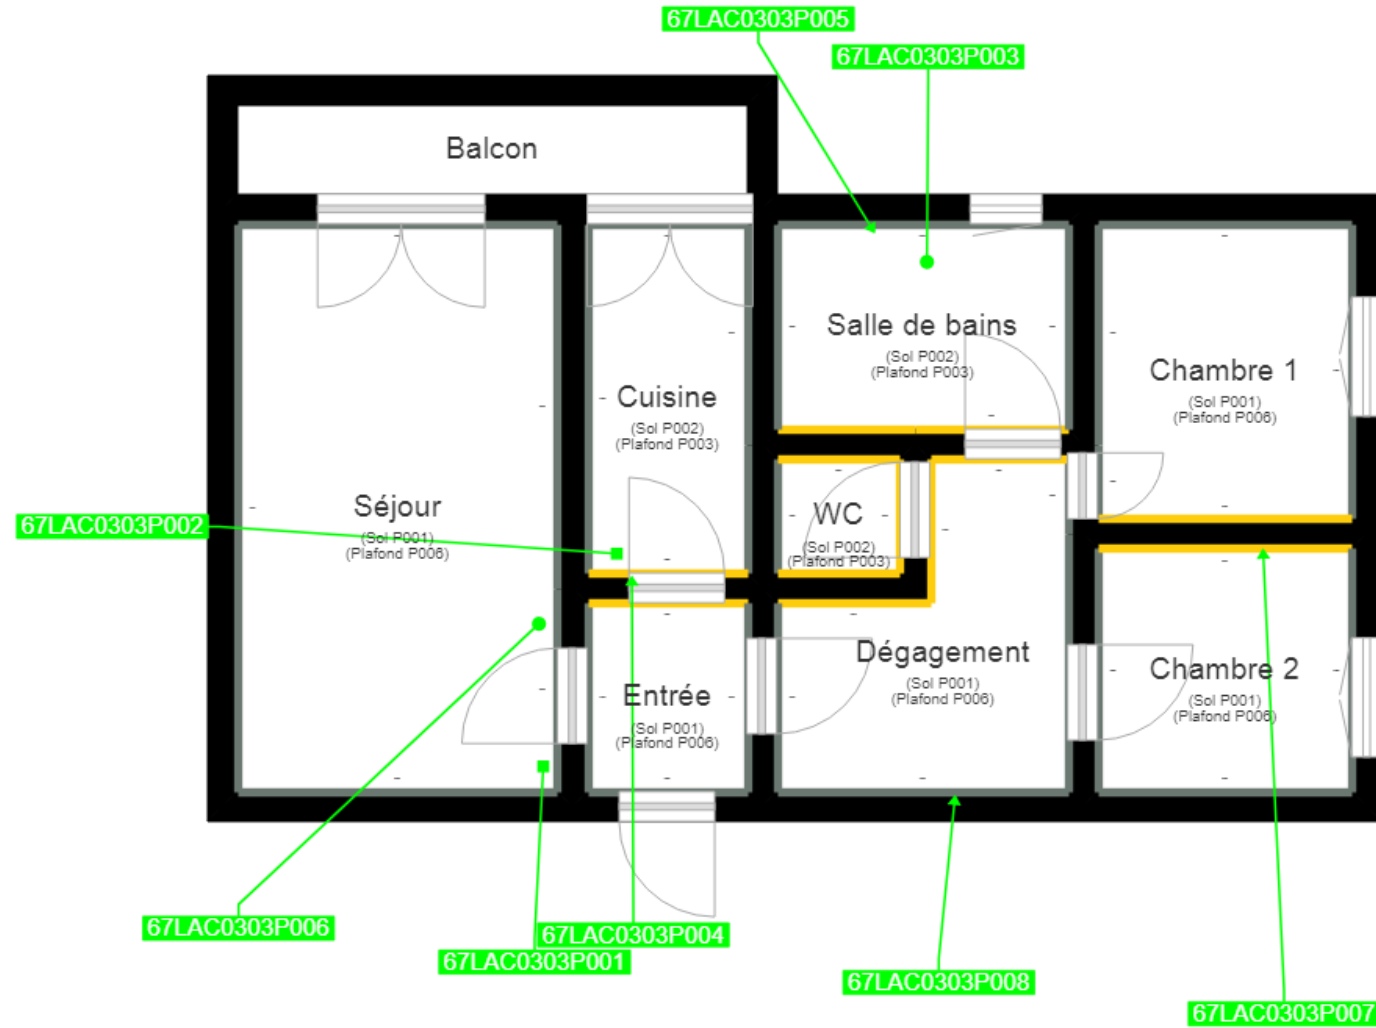 67LAC0303P005
67LAC0303P003
Balcon
Salle de bains
(Sol P002)
(Plafond P003)
Chambre 1
(Sol P001)
(Plafond P006)
Cuisine
(Sol P002)
(Plafond P003)
Séjour
(Sol P001)
(Plafond P006)
WC
(Sol P002)
(Plafond P003)
67LAC0303P002
Dégagement
(Sol P001)
(Plafond P006)
Chambre 2
(Sol P001)
(Plafond P006)
Entrée
(Sol P001)
(Plafond P006)
67LAC0303P006
67LAC0303P004
67LAC0303P001
67LAC0303P008
67LAC0303P007